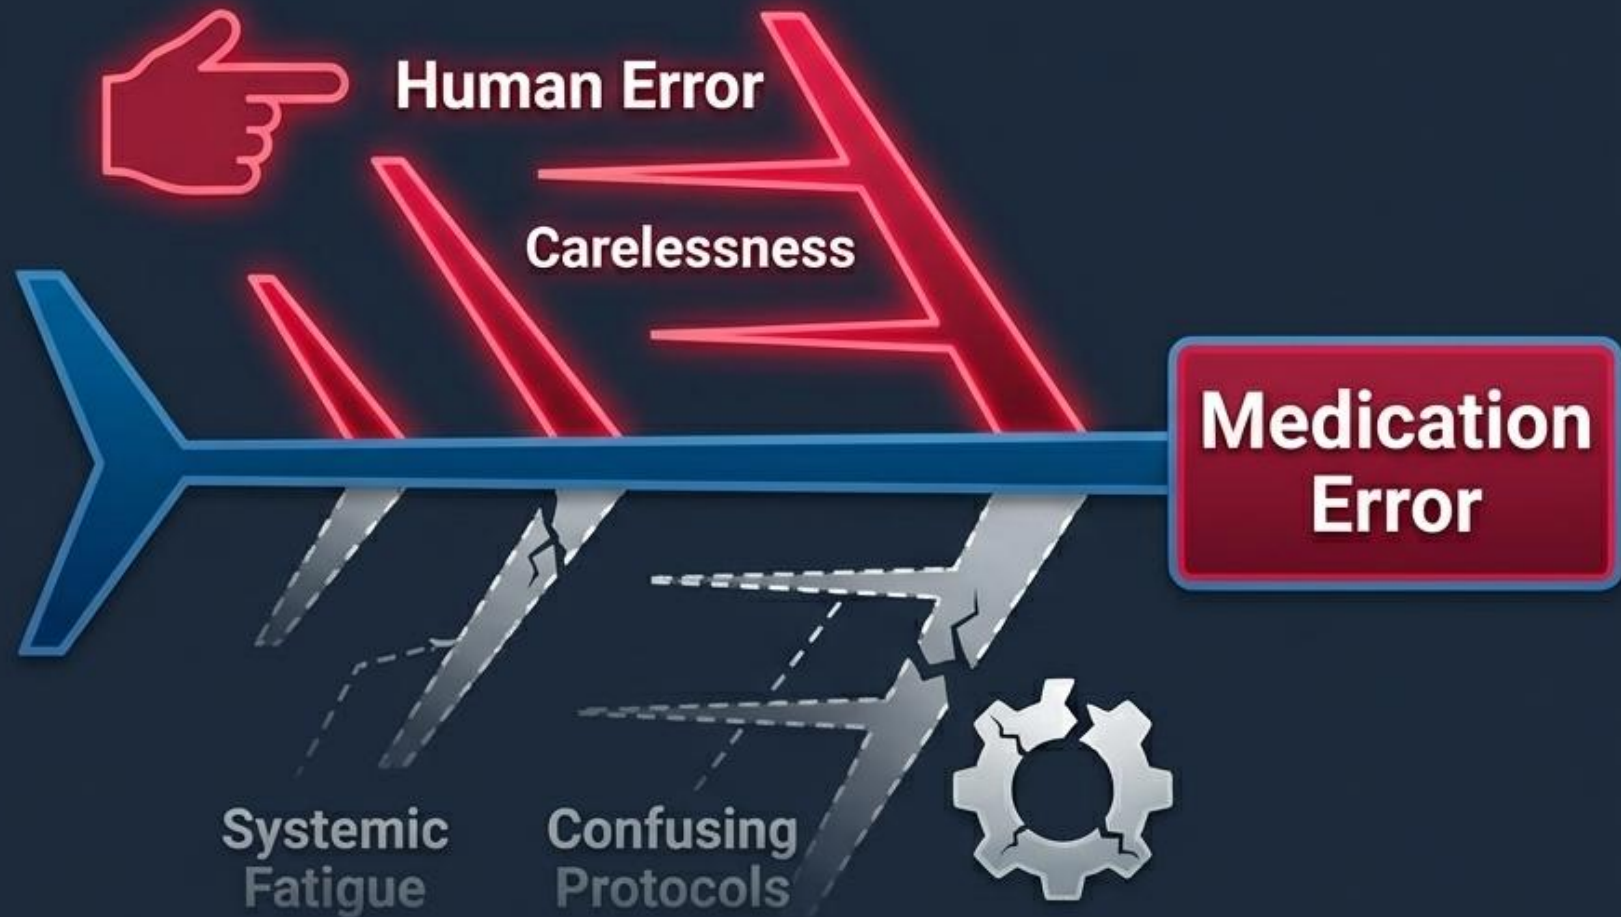 Human Error
Carelessness
Medication
Error
Systemic
Fatigue
Confusing
Protocols